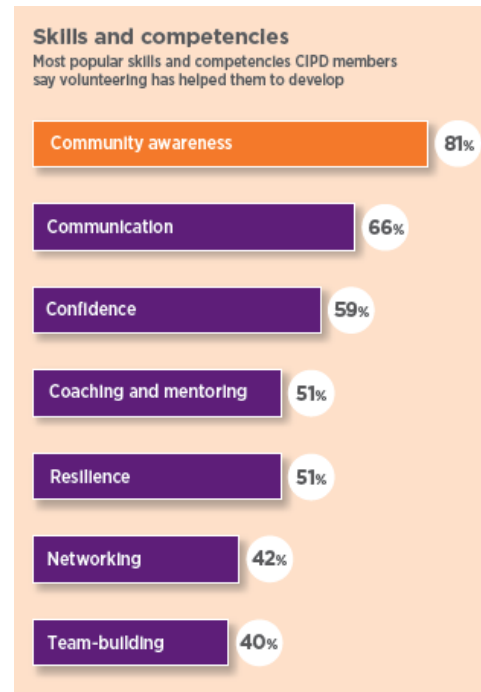 Skills and competencies
Most popular skills and competencies CIPD members
say volunteering has helped them to develop
Community awareness 81%
Communication 66%
Confidence 59%
Coaching and mentoring 51%
Resilience 51%
Networking 42%
Team-building 40%